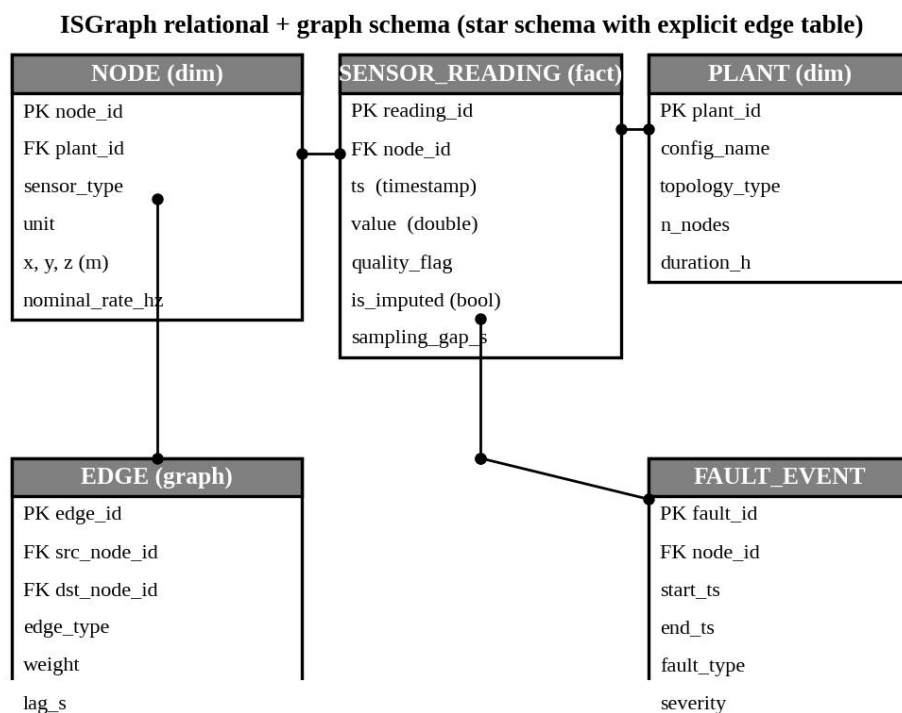 ISGraph relational + graph schema (star schema with explicit edge table)
NODE (dim)
PK node_id
FK plant_id
sensor_type
unit
x, y, z (m)
nominal_rate_hz
SENSOR_READING (fact)
PK reading_id
FK node_id
ts (timestamp)
value (double)
quality_flag
is_imputed (bool)
sampling_gap_s
PLANT (dim)
PK plant_id
config_name
topology_type
n_nodes
duration_h
EDGE (graph)
PK edge_id
FK src_node_id
FK dst_node_id
edge_type
weight
lag_s
FAULT_EVENT
PK fault_id
FK node_id
start_ts
end_ts
fault_type
severity